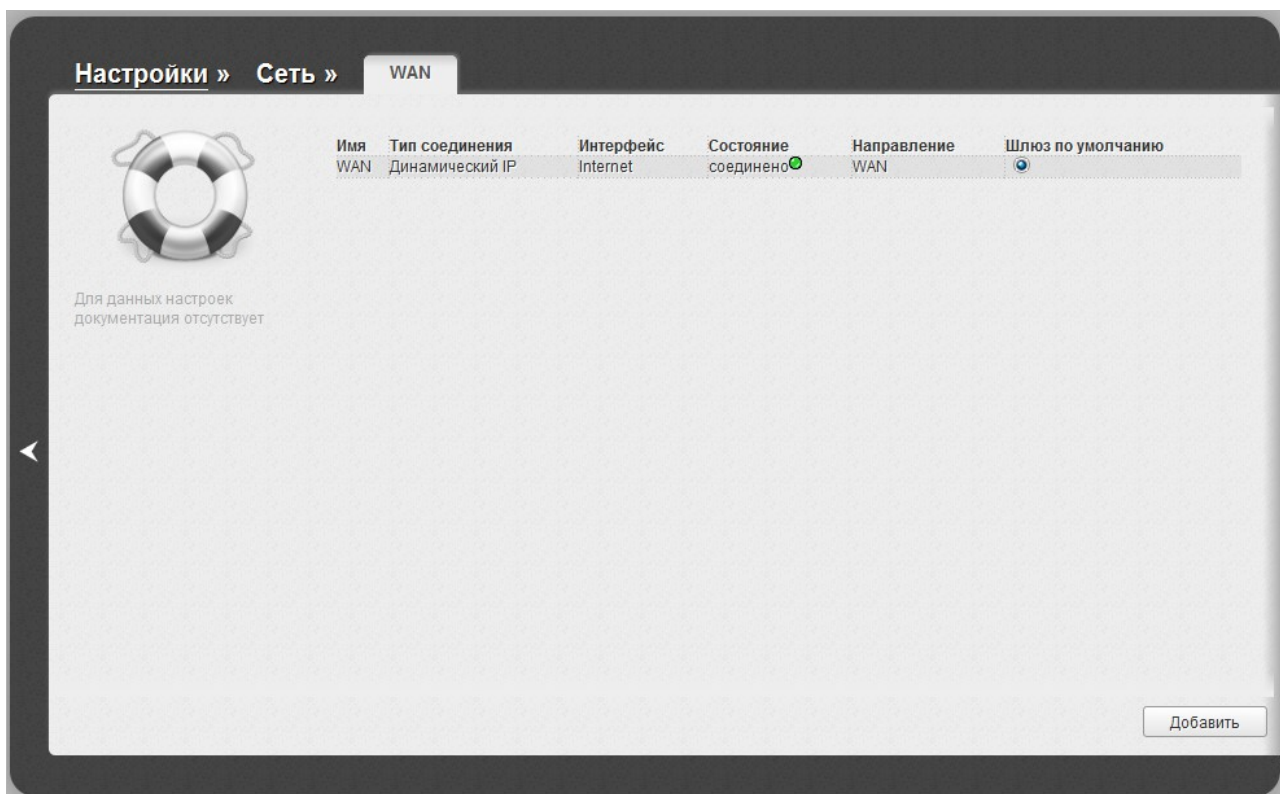 Настройки » Сеть » WAN
Имя Тип соединения Интерфейс Состояние Направление Шлюз по умолчанию
WAN Динамический IP Internet соединено WAN
Для данных настроек
документация отсутствует
Добавить